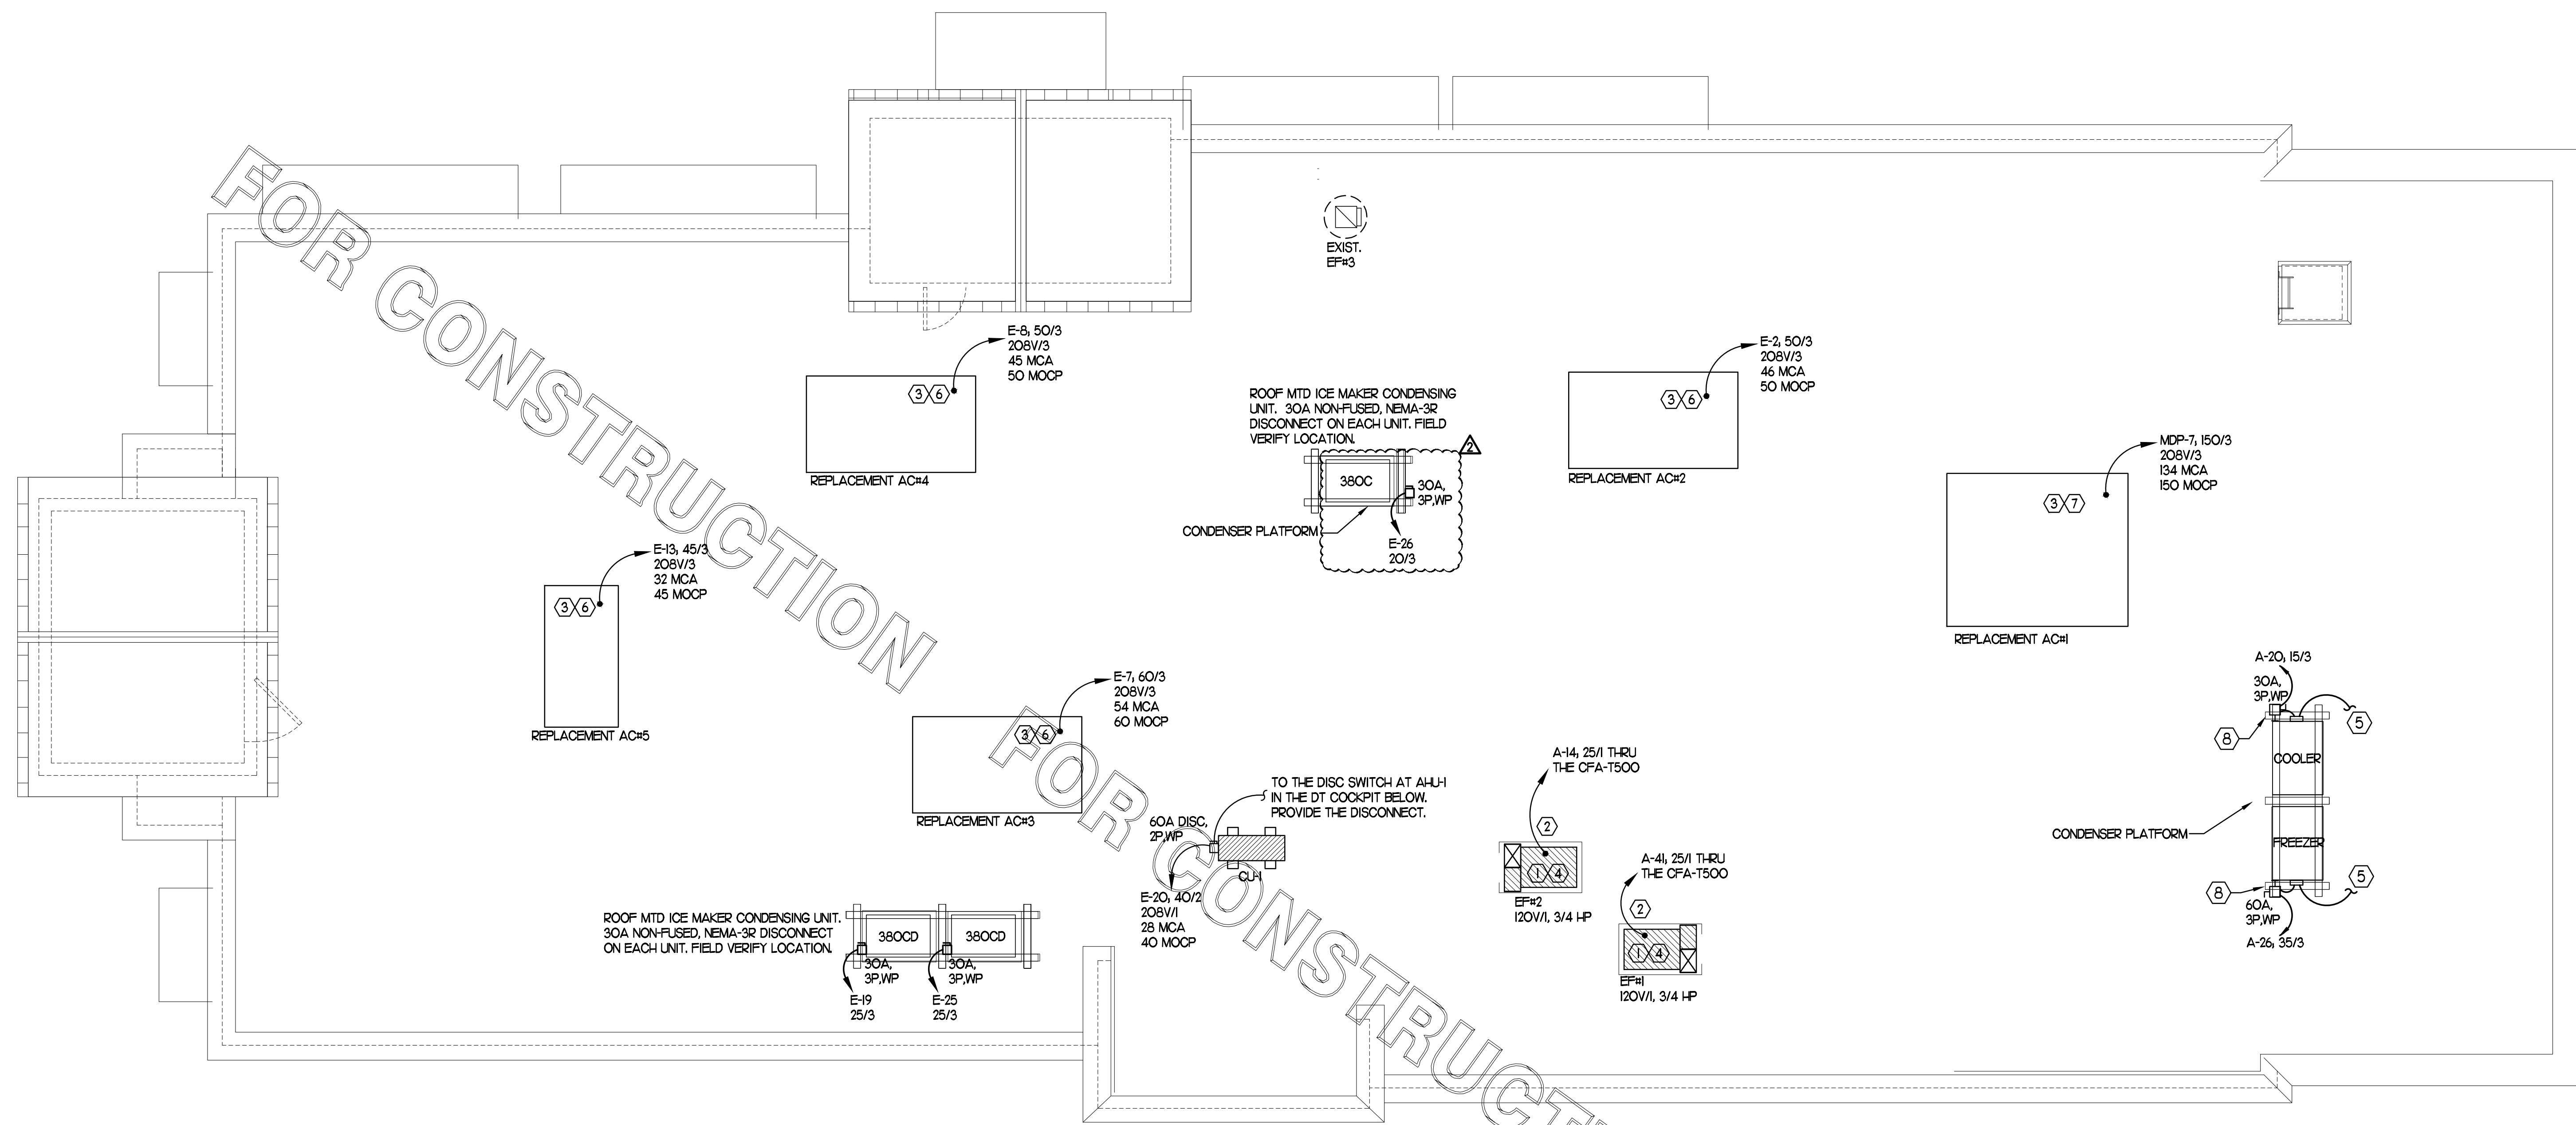 FOR CONSTRUCTION
EXIST.
EF#3
E-8, 50/3
208V/3
45 MCA
50 MOCP
3
6
REPLACEMENT AC#4
E-2, 50/3
208V/3
46 MCA
50 MOCP
3
6
REPLACEMENT AC#2
ROOF MTD ICE MAKER CONDENSING
UNIT. 30A NON-FUSED, NEMA-3R
DISCONNECT ON EACH UNIT. FIELD
VERIFY LOCATION.
2
380C
30A,
3P,WP
CONDENSER PLATFORM
E-26
20/3
MDP-7, 150/3
208V/3
134 MCA
150 MOCP
3
7
REPLACEMENT AC#1
E-13, 45/3
208V/3
32 MCA
45 MOCP
3
6
REPLACEMENT AC#5
E-7, 60/3
208V/3
54 MCA
60 MOCP
3
6
REPLACEMENT AC#3
FOR CONSTRUCTI
TO THE DISC SWITCH AT AHU-1
IN THE DT COCKPIT BELOW.
PROVIDE THE DISCONNECT.
60A DISC,
2P,WP
CU-1
E-20, 40/2
208V/1
28 MCA
40 MOCP
A-14, 25/1 THRU
THE CFA-T500
2
1
4
EF#2
120V/1, 3/4 HP
A-41, 25/1 THRU
THE CFA-T500
2
1
4
EF#1
120V/1, 3/4 HP
A-20, 15/3
30A,
3P,WP
5
8
COOLER
CONDENSER PLATFORM
FREEZER
5
8
60A,
3P,WP
A-26, 35/3
ROOF MTD ICE MAKER CONDENSING UNIT.
30A NON-FUSED, NEMA-3R DISCONNECT
ON EACH UNIT. FIELD VERIFY LOCATION.
380CD
380CD
30A,
3P,WP
30A,
3P,WP
E-19
25/3
E-25
25/3